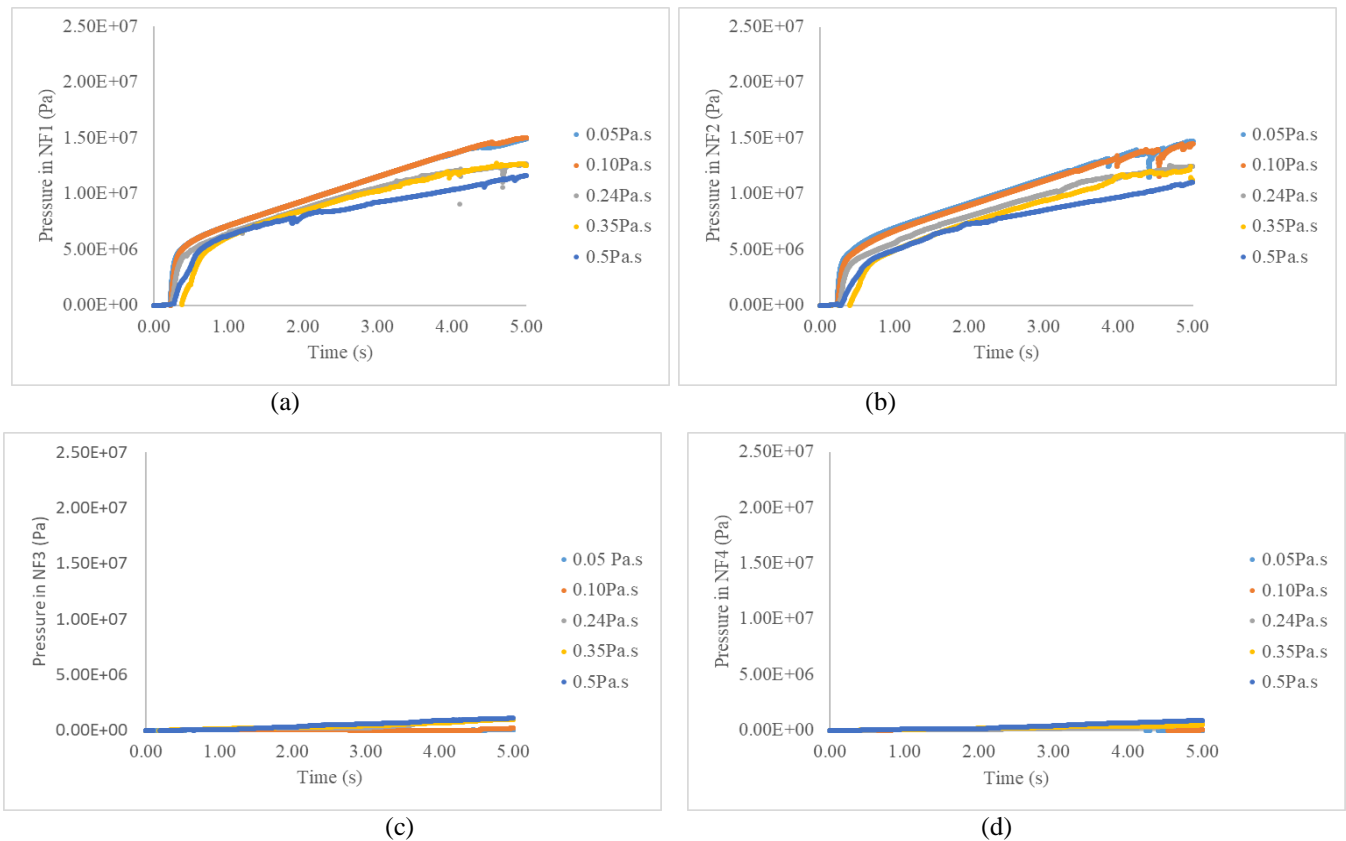 Pressure in NF1 (Pa)
2.50E+07
2.00E+07
1.50E+07
1.00E+07
5.00E+06
0.00E+00
0.00 1.00 2.00 3.00 4.00 5.00
Time (s)
0.05Pa.s
0.10Pa.s
0.24Pa.s
0.35Pa.s
0.5Pa.s
(a)
Pressure in NF2 (Pa)
2.50E+07
2.00E+07
1.50E+07
1.00E+07
5.00E+06
0.00E+00
0.00 1.00 2.00 3.00 4.00 5.00
Time (s)
0.05Pa.s
0.10Pa.s
0.24Pa.s
0.35Pa.s
0.5Pa.s
(b)
Pressure in NF3 (Pa)
2.50E+07
2.00E+07
1.50E+07
1.00E+07
5.00E+06
0.00E+00
0.00 1.00 2.00 3.00 4.00 5.00
Time (s)
0.05 Pa.s
0.10Pa.s
0.24Pa.s
0.35Pa.s
0.5Pa.s
(c)
Pressure in NF4 (Pa)
2.50E+07
2.00E+07
1.50E+07
1.00E+07
5.00E+06
0.00E+00
0.00 1.00 2.00 3.00 4.00 5.00
Time (s)
0.05Pa.s
0.10Pa.s
0.24Pa.s
0.35Pa.s
0.5Pa.s
(d)